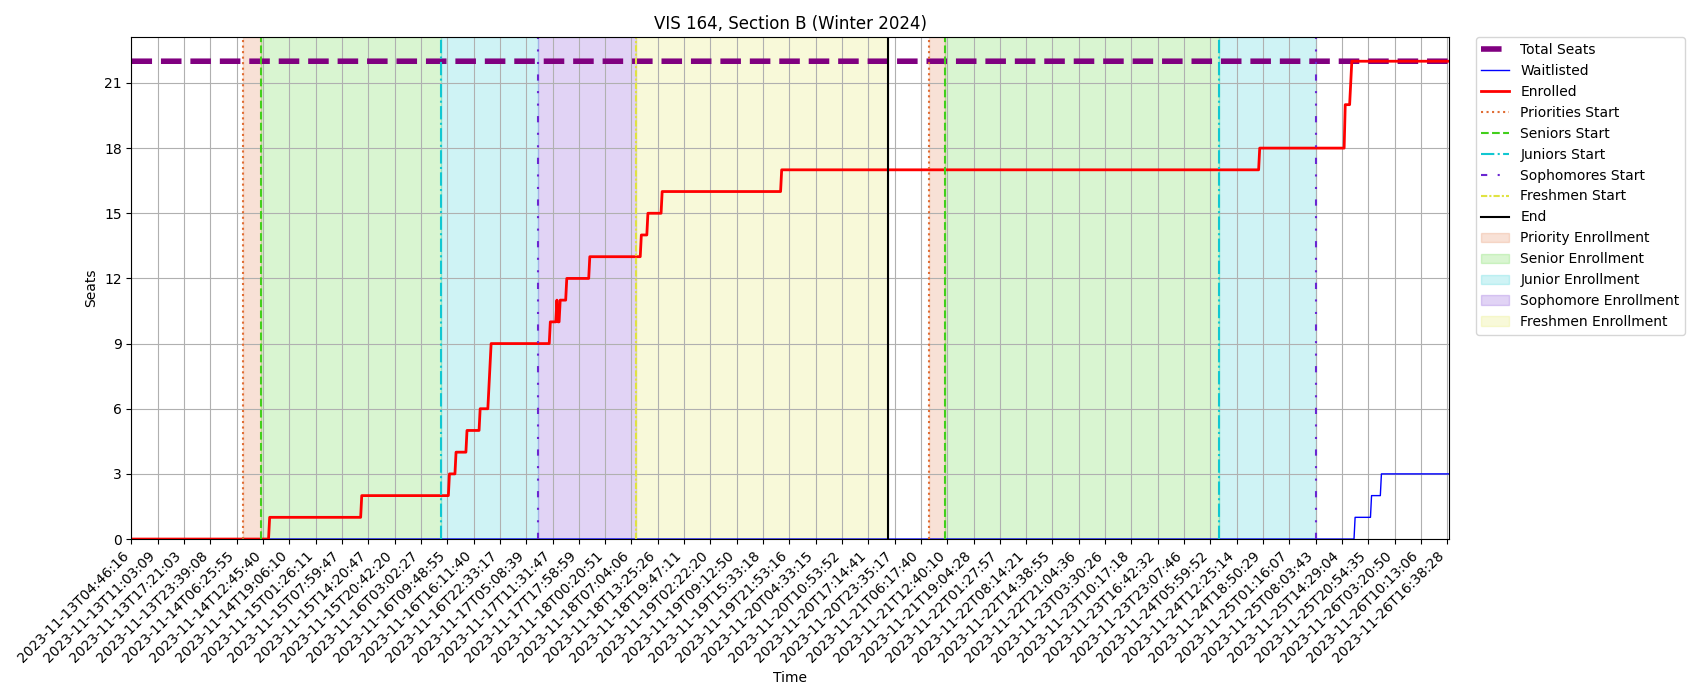 VIS 164, Section B (Winter 2024)
Total Seats
Waitlisted
Enrolled
Priorities Start
Seniors Start
Juniors Start
Sophomores Start
Freshmen Start
End
Priority Enrollment
Senior Enrollment
Junior Enrollment
Sophomore Enrollment
Freshmen Enrollment
Seats
21
18
15
12
9
6
3
0
2023-11-13T04:46:16
2023-11-13T11:03:09
2023-11-13T17:21:03
2023-11-13T23:39:08
2023-11-14T06:25:55
2023-11-14T12:45:40
2023-11-14T19:06:10
2023-11-15T01:26:11
2023-11-15T07:59:47
2023-11-15T14:20:47
2023-11-15T20:42:20
2023-11-16T03:02:27
2023-11-16T09:48:55
2023-11-16T16:11:40
2023-11-16T22:33:17
2023-11-17T05:08:39
2023-11-17T11:31:47
2023-11-17T17:58:59
2023-11-18T00:20:51
2023-11-18T07:04:06
2023-11-18T13:25:26
2023-11-18T19:47:11
2023-11-19T02:22:20
2023-11-19T09:12:50
2023-11-19T15:33:18
2023-11-19T21:53:16
2023-11-20T04:33:15
2023-11-20T10:53:52
2023-11-20T17:14:41
2023-11-20T23:35:17
2023-11-21T06:17:40
2023-11-21T12:40:10
2023-11-21T19:04:28
2023-11-22T01:27:57
2023-11-22T08:14:21
2023-11-22T14:38:55
2023-11-22T21:04:36
2023-11-23T03:30:26
2023-11-23T10:17:18
2023-11-23T16:42:32
2023-11-23T23:07:46
2023-11-24T05:59:52
2023-11-24T12:25:14
2023-11-24T18:50:29
2023-11-25T01:16:07
2023-11-25T08:03:43
2023-11-25T14:29:04
2023-11-25T20:54:35
2023-11-26T03:20:50
2023-11-26T10:13:06
2023-11-26T16:38:28
Time